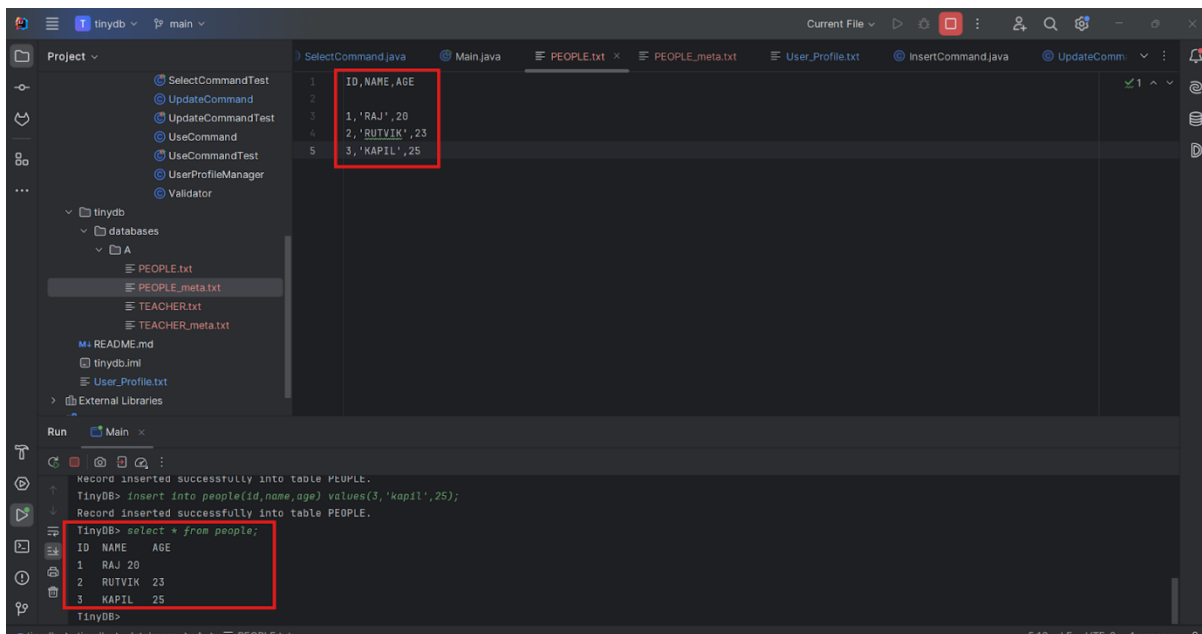 tinydb main Current File
Project
SelectCommand.java Main.java PEOPLE.txt PEOPLE_meta.txt User_Profile.txt InsertCommand.java UpdateComm
SelectCommandTest
UpdateCommand
UpdateCommandTest
UseCommand
UseCommandTest
UserProfileManager
Validator
tinydb
databases
A
PEOPLE.txt
PEOPLE_meta.txt
TEACHER.txt
TEACHER_meta.txt
README.md
tinydb.iml
User_Profile.txt
External Libraries
1 ID,NAME,AGE
2
3 1,'RAJ',20
4 2,'RUTVIK',23
5 3,'KAPIL',25
1
Run Main
Record inserted successfully into table PEOPLE.
TinyDB> insert into people(id,name,age) values(3,'kapil',25);
Record inserted successfully into table PEOPLE.
TinyDB> select * from people;
ID NAME AGE
1 RAJ 20
2 RUTVIK 23
3 KAPIL 25
TinyDB>